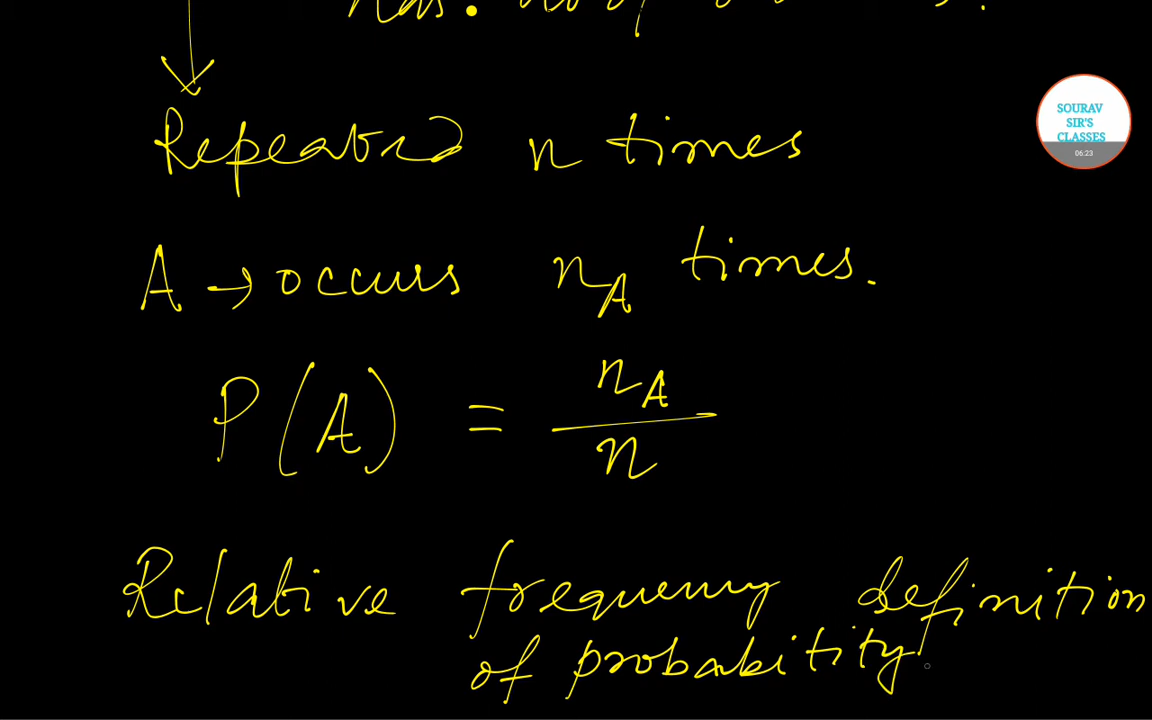 Repeated n times
SOURAV
SIR'S
CLASSES
06:23
A → occurs n_A times.
P(A) = n_A / n
Relative frequency definition
of probability.